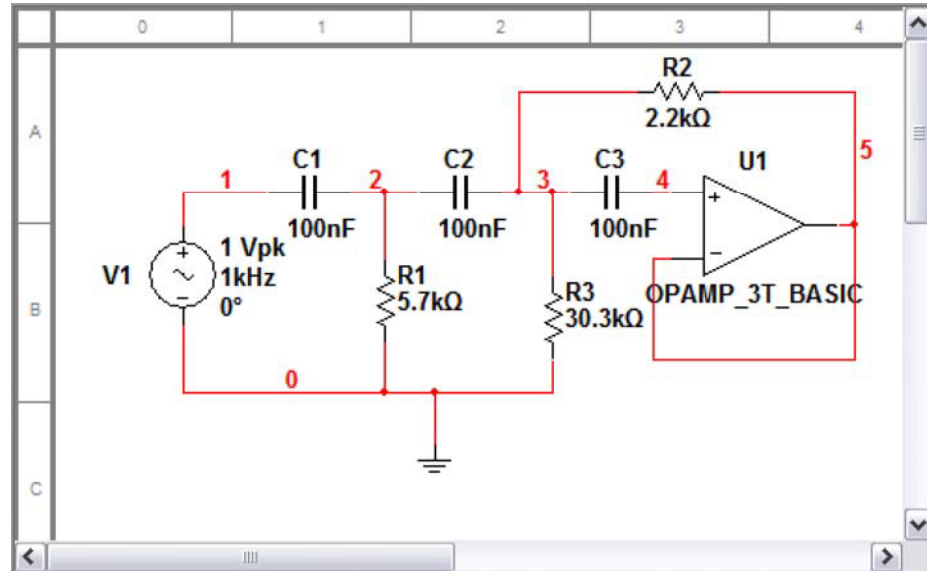 0 1 2 3 4
A
B
C
R2
2.2kΩ
5
C1
C2
C3
U1
1
2
3
4
100nF
100nF
100nF
+
−
V1
+
−
1 Vpk
1kHz
0°
R1
5.7kΩ
R3
30.3kΩ
OPAMP_3T_BASIC
0